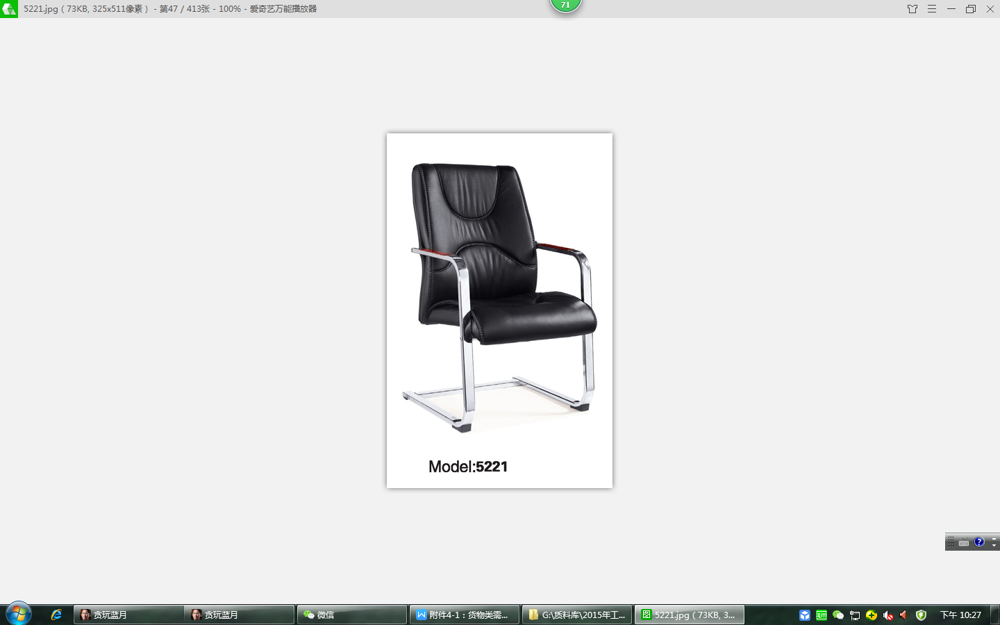 5221.jpg ( 73KB, 325x511像素 ) - 第47 / 413张 - 100% - 爱奇艺万能播放器
71
Model:5221
贪玩蓝月
贪玩蓝月
微信
附件4-1：货物类需...
G:\质料库\2015年工...
5221.jpg ( 73KB, 3...
下午 10:27